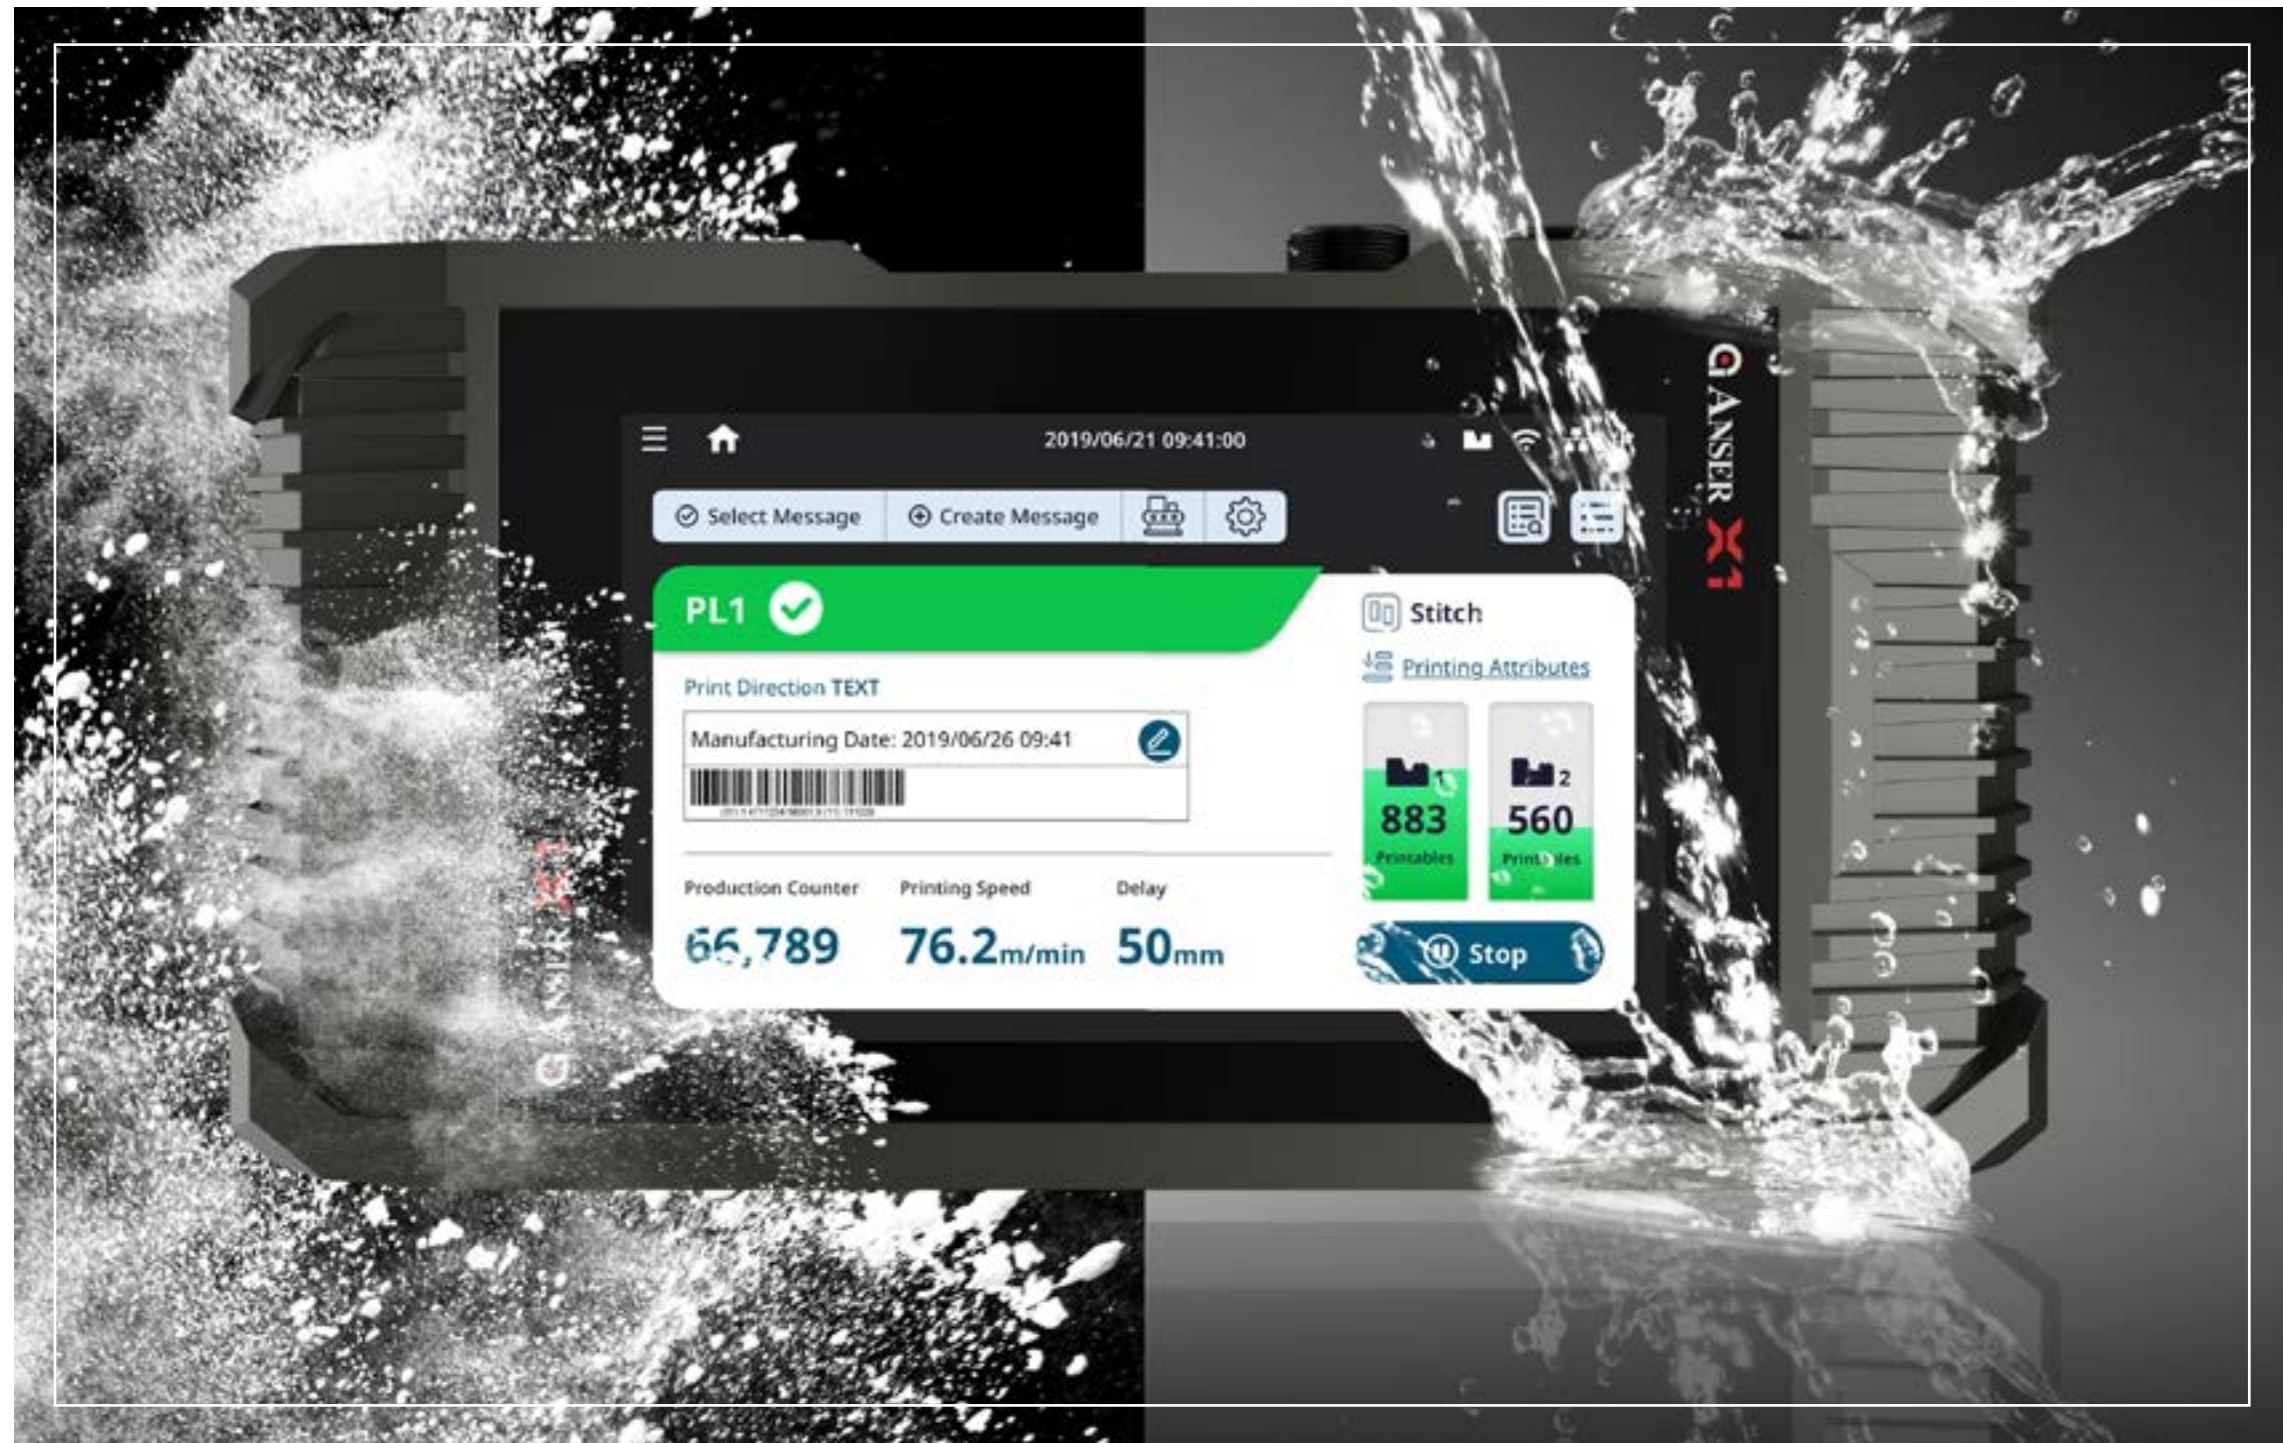 2019/06/21 09:41:00
Select Message
Create Message
PL1
Stitch
Printing Attributes
Print Direction TEXT
Manufacturing Date: 2019/06/26 09:41
1
883
Printables
2
560
Printables
Production Counter
66,789
Printing Speed
76.2m/min
Delay
50mm
Stop
ANSER X1